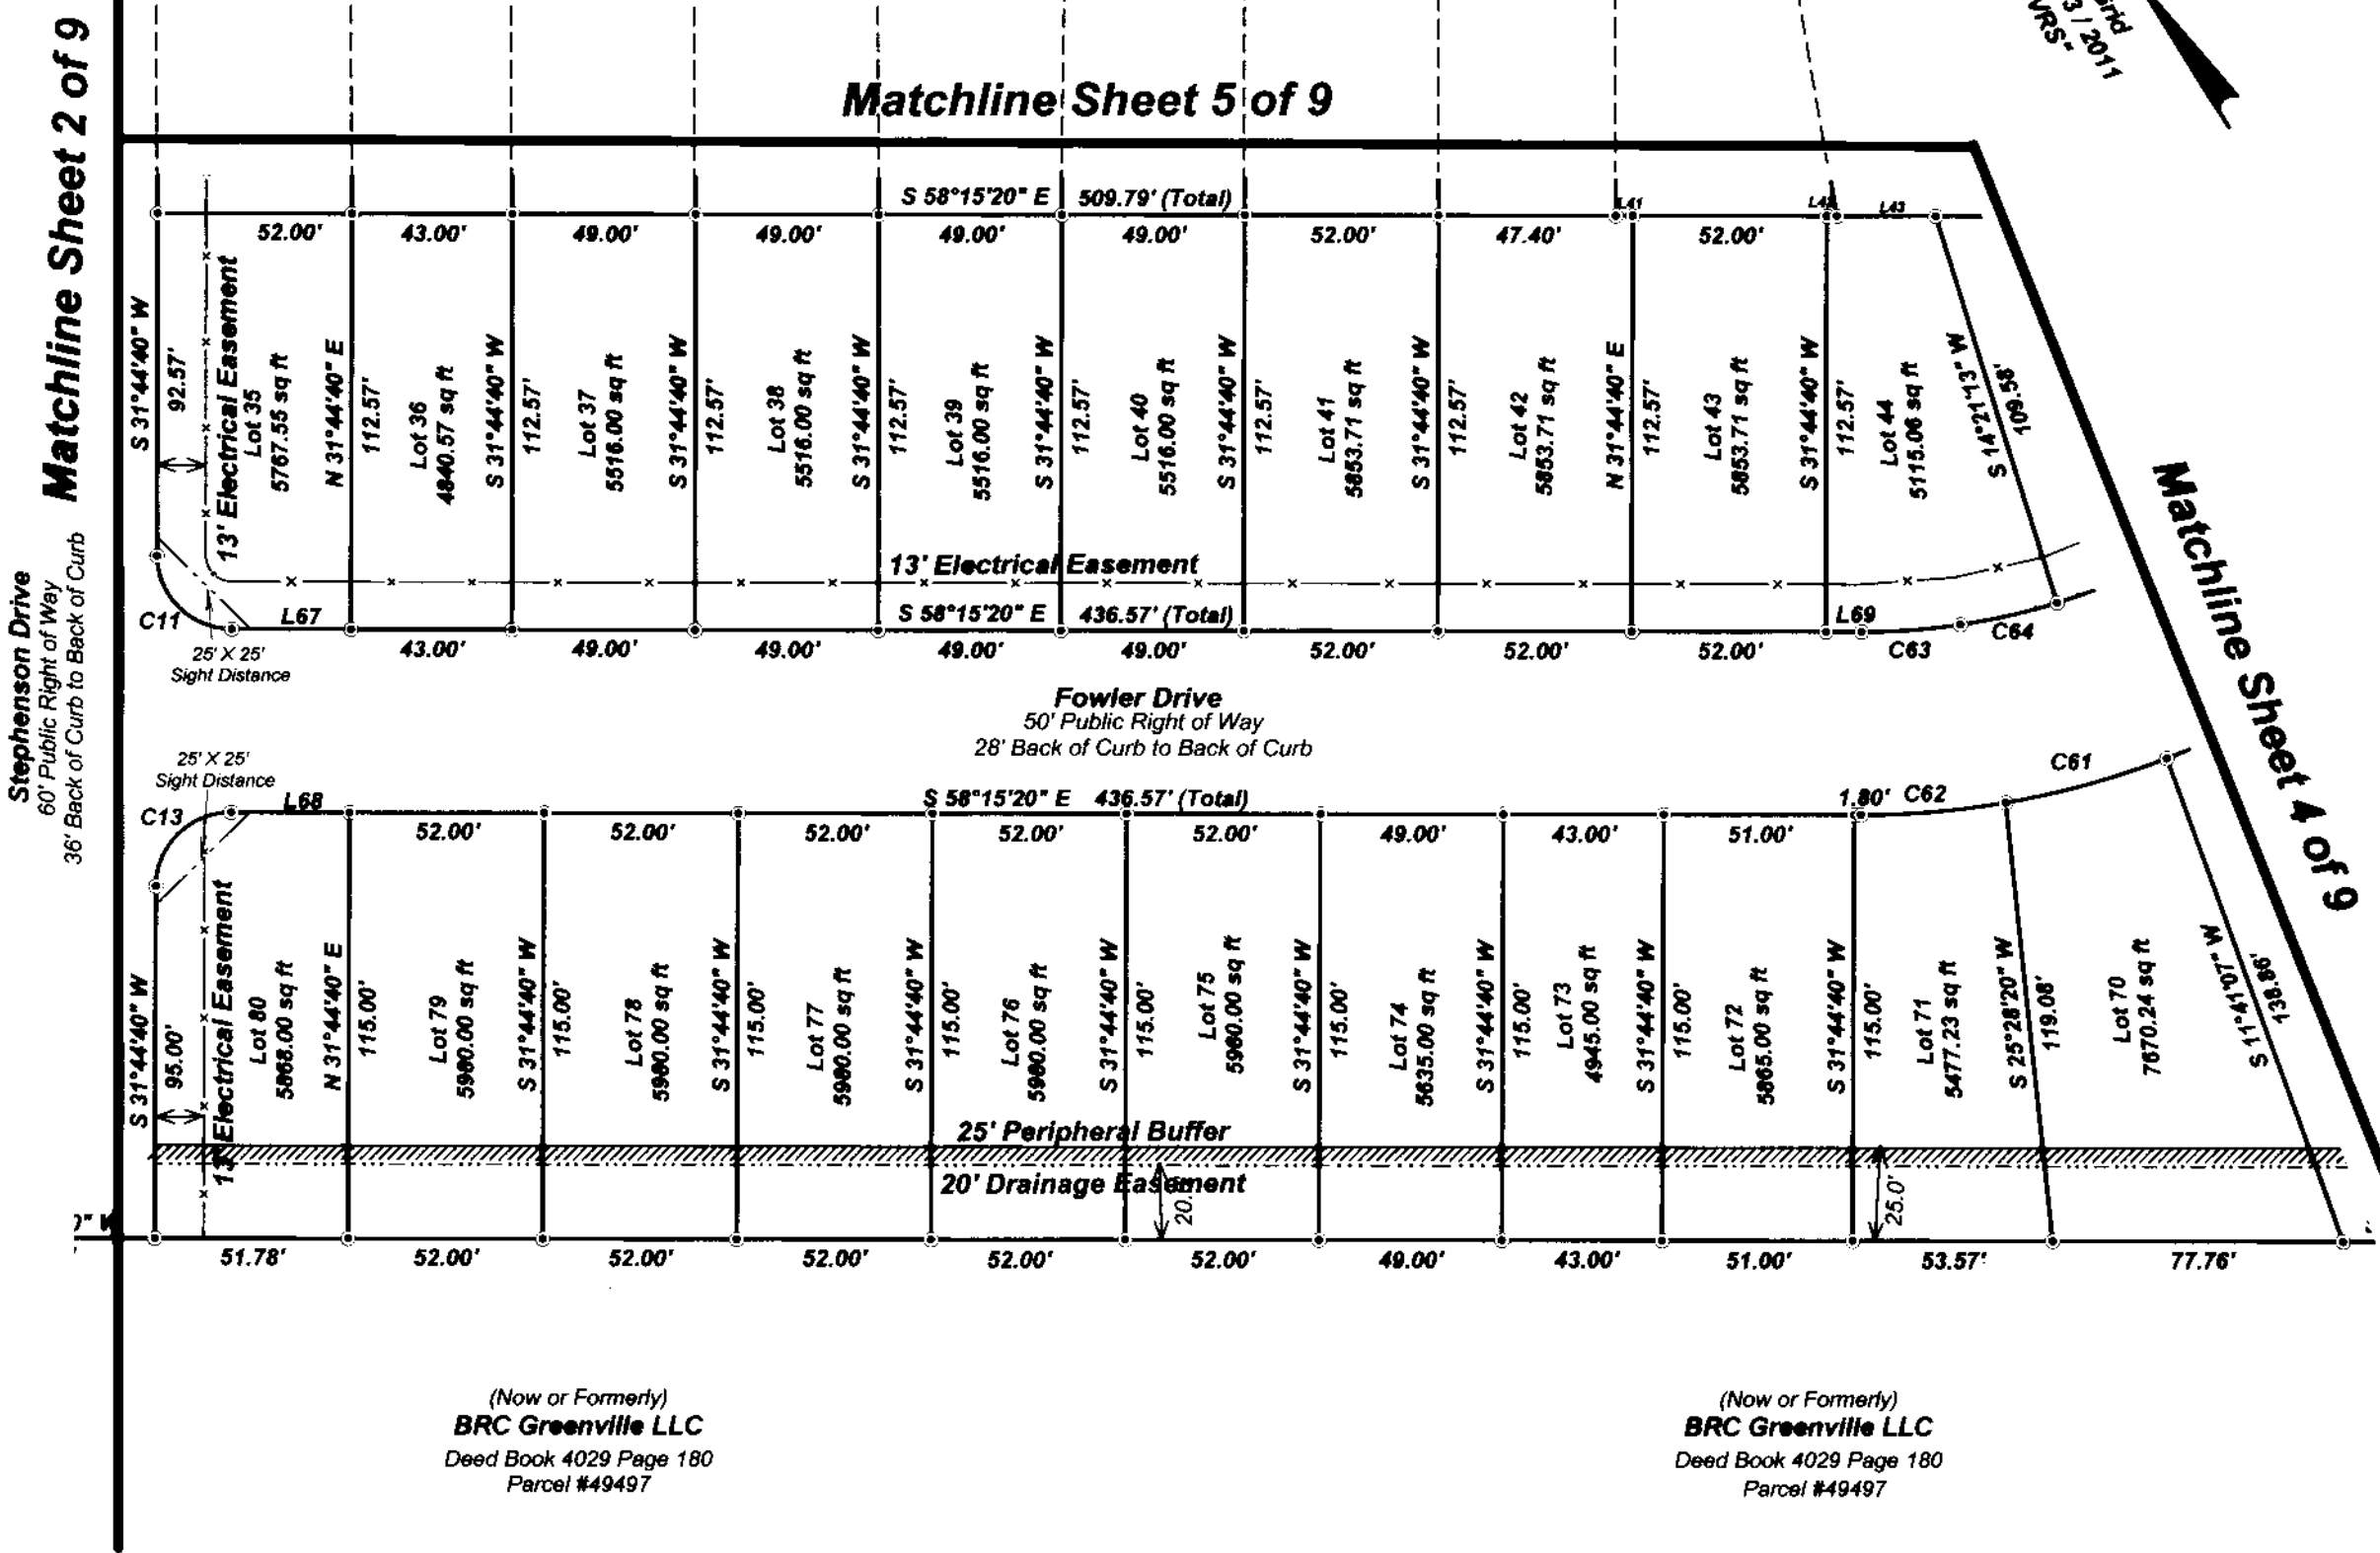 Matchline Sheet 2 of 9
Stephenson Drive
60' Public Right of Way
36' Back of Curb to Back of Curb
3 / 2011
VRS"
Matchline Sheet 5 of 9
S 58°15'20" E 509.79' (Total)
L41
L43
52.00'
43.00'
49.00'
49.00'
49.00'
49.00'
52.00'
47.40'
52.00'
S 31°44'40" W
92.57'
13' Electrical Easement
Lot 35
5767.55 sq ft
N 31°44'40" E
112.57'
Lot 36
4840.57 sq ft
S 31°44'40" W
112.57'
Lot 37
5516.00 sq ft
S 31°44'40" W
112.57'
Lot 38
5516.00 sq ft
S 31°44'40" W
112.57'
Lot 39
5516.00 sq ft
S 31°44'40" W
112.57'
Lot 40
5516.00 sq ft
S 31°44'40" W
112.57'
Lot 41
5853.71 sq ft
S 31°44'40" W
112.57'
Lot 42
5853.71 sq ft
N 31°44'40" E
112.57'
Lot 43
5853.71 sq ft
S 31°44'40" W
112.57'
Lot 44
5115.06 sq ft
S 14°21'13" W
109.58'
13' Electrical Easement
C11
L67
S 58°15'20" E 436.57' (Total)
L69
C63
C64
25' X 25'
Sight Distance
43.00'
49.00'
49.00'
49.00'
49.00'
52.00'
52.00'
52.00'
Fowler Drive
50' Public Right of Way
28' Back of Curb to Back of Curb
Matchline Sheet 4 of 9
25' X 25'
Sight Distance
C13
L68
S 58°15'20" E 436.57' (Total)
1.80'
C62
C61
52.00'
52.00'
52.00'
52.00'
52.00'
49.00'
43.00'
51.00'
S 31°44'40" W
95.00'
13' Electrical Easement
Lot 80
5868.00 sq ft
N 31°44'40" E
115.00'
Lot 79
5980.00 sq ft
S 31°44'40" W
115.00'
Lot 78
5980.00 sq ft
S 31°44'40" W
115.00'
Lot 77
5980.00 sq ft
S 31°44'40" W
115.00'
Lot 76
5980.00 sq ft
S 31°44'40" W
115.00'
Lot 75
5980.00 sq ft
S 31°44'40" W
115.00'
Lot 74
5635.00 sq ft
S 31°44'40" W
115.00'
Lot 73
4945.00 sq ft
S 31°44'40" W
115.00'
Lot 72
5865.00 sq ft
S 31°44'40" W
115.00'
Lot 71
5477.23 sq ft
S 25°28'20" W
119.08'
Lot 70
7670.24 sq ft
S 11°41'07" W
138.86'
25' Peripheral Buffer
20' Drainage Easement
25.0'
51.78'
52.00'
52.00'
52.00'
52.00'
52.00'
49.00'
43.00'
51.00'
53.57'
77.76'
(Now or Formerly)
BRC Greenville LLC
Deed Book 4029 Page 180
Parcel #49497
(Now or Formerly)
BRC Greenville LLC
Deed Book 4029 Page 180
Parcel #49497